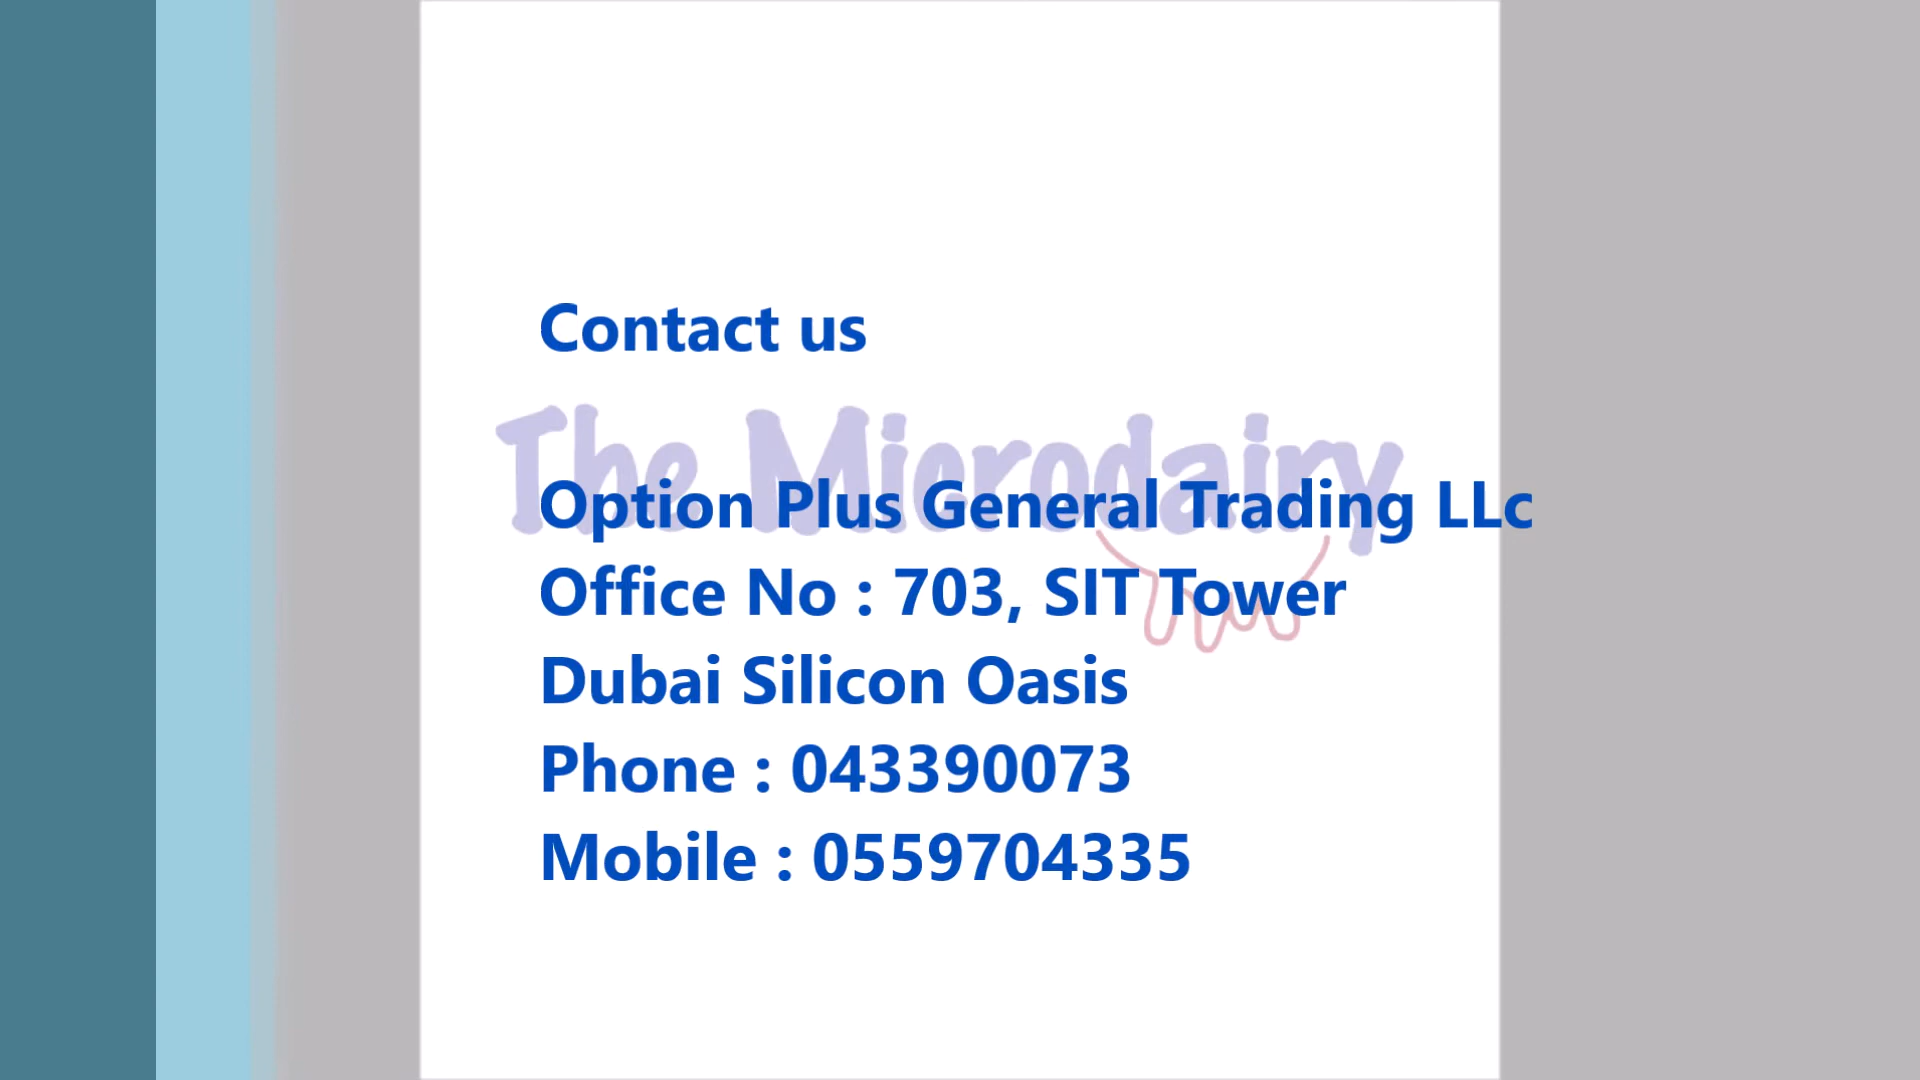 Contact us
The Microdairy
Option Plus General Trading LLc
Office No : 703, SIT Tower
Dubai Silicon Oasis
Phone : 043390073
Mobile : 0559704335